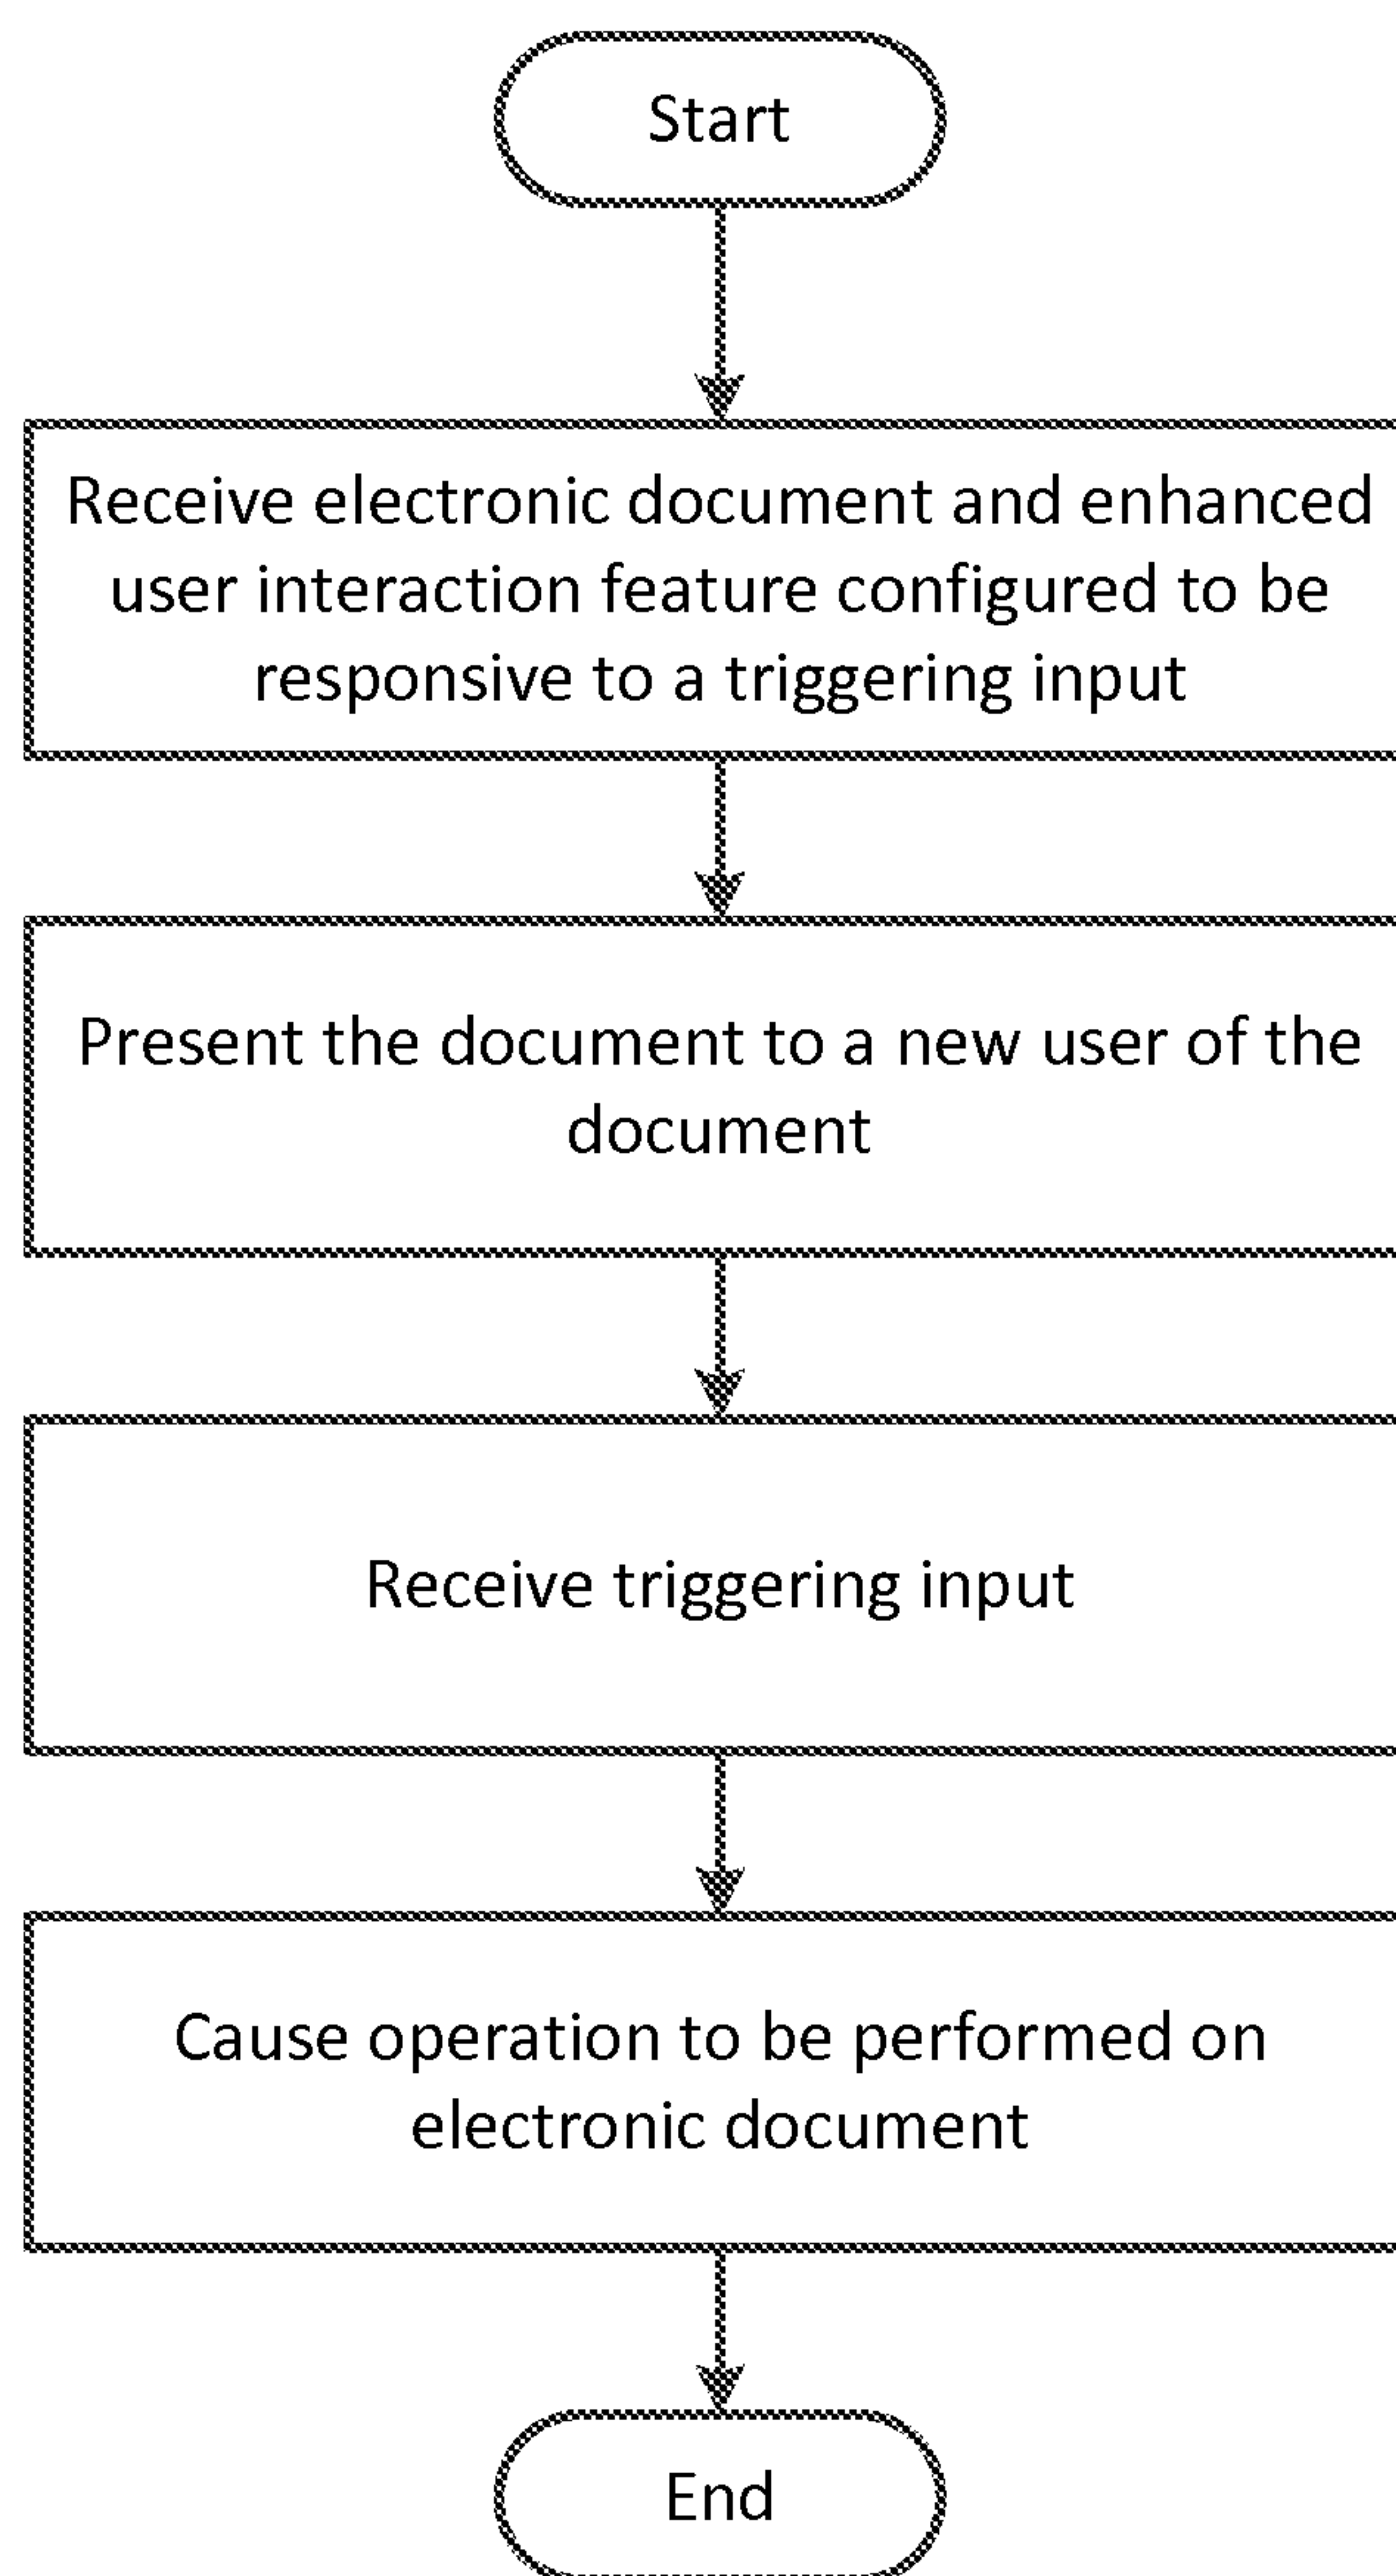 Start
Receive electronic document and enhanced
user interaction feature configured to be
responsive to a triggering input
Present the document to a new user of the
document
Receive triggering input
Cause operation to be performed on
electronic document
End